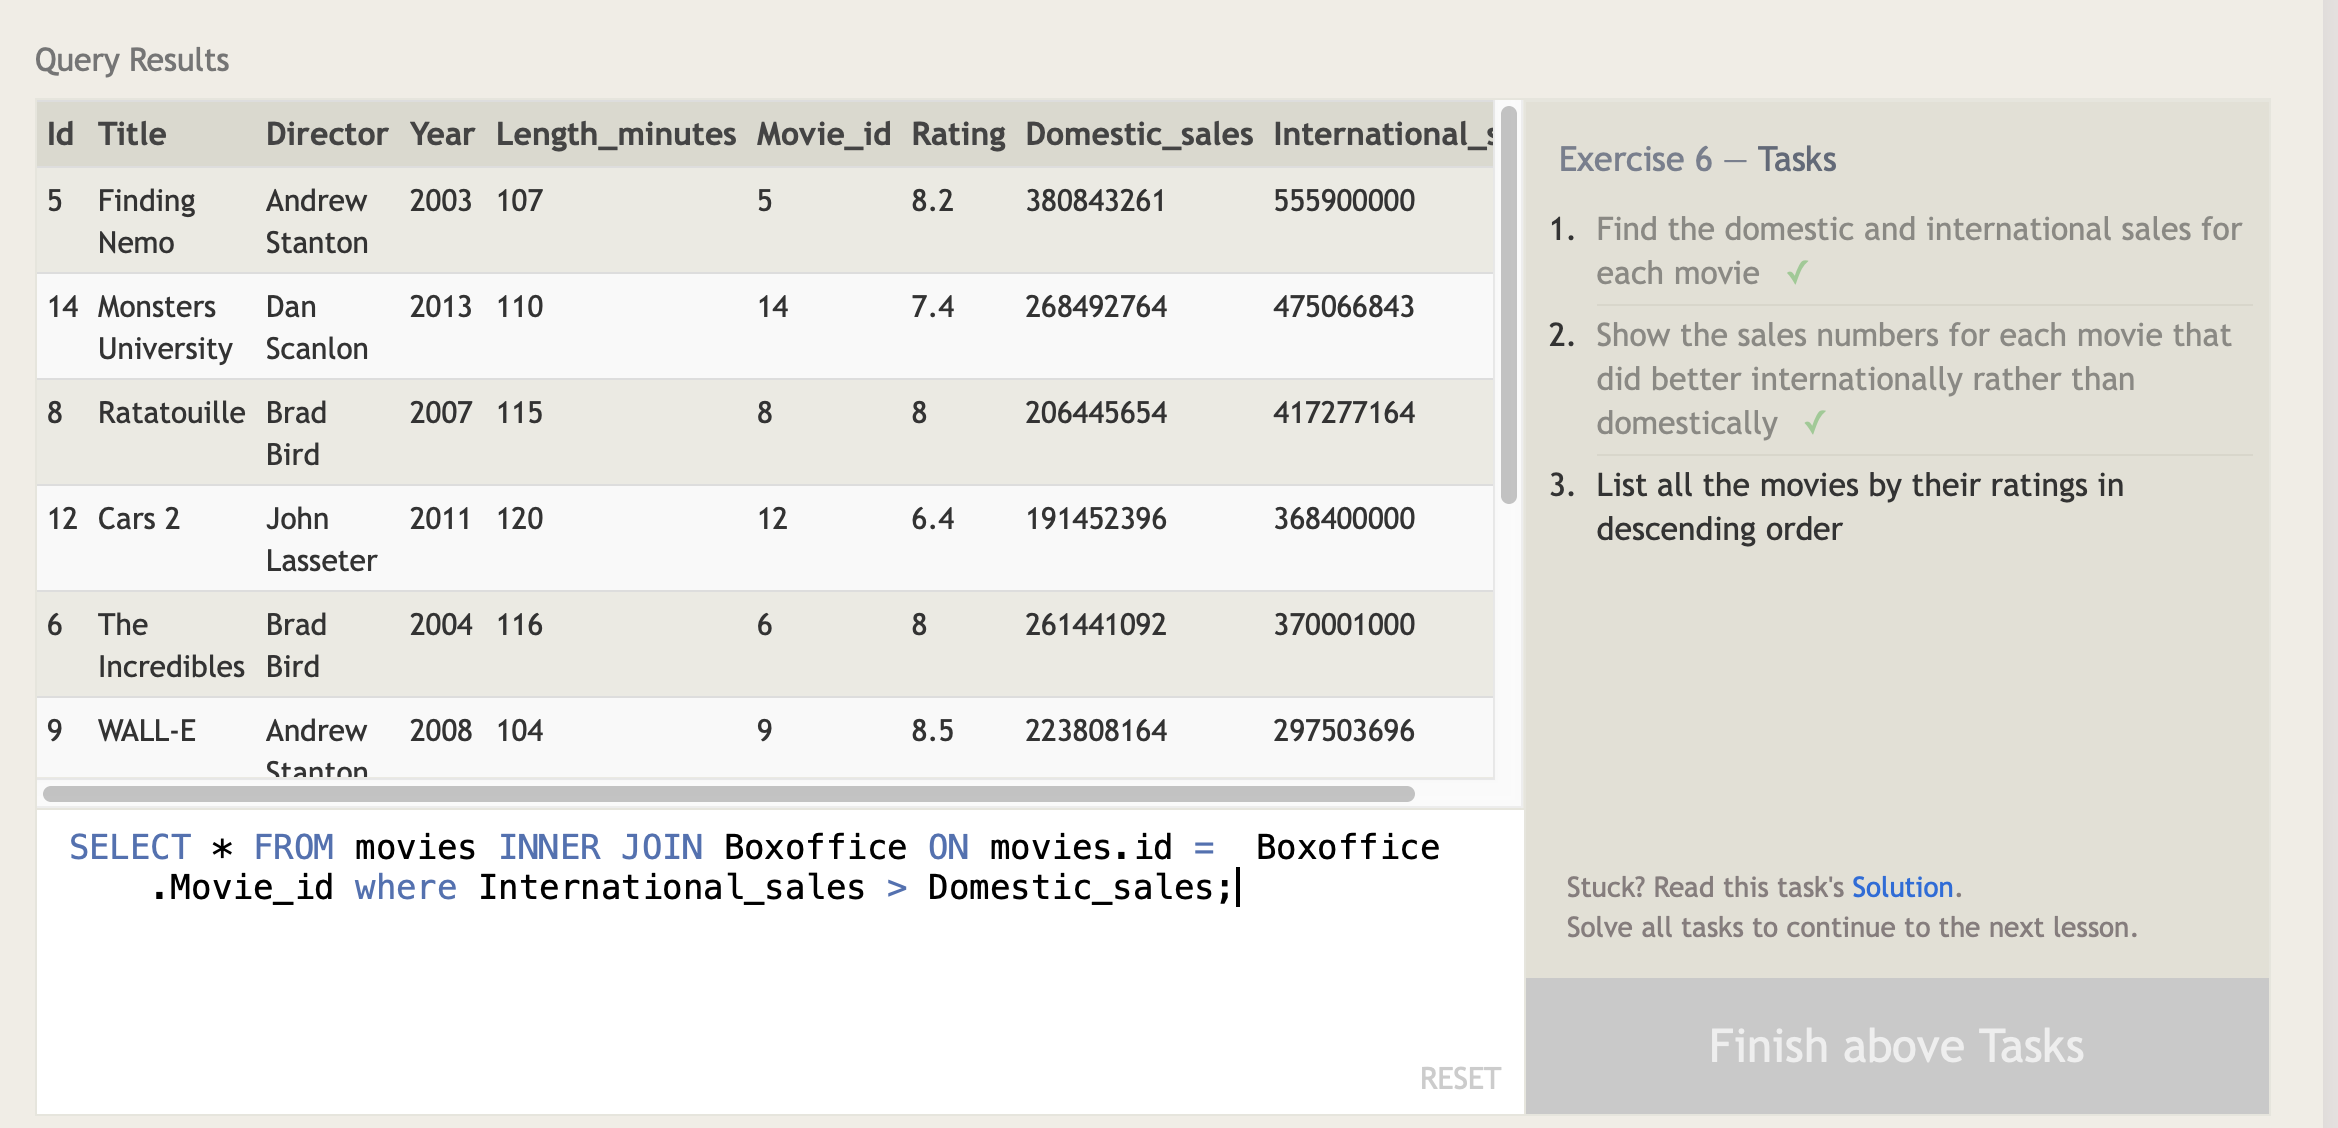 Query Results
Id Title Director Year Length_minutes Movie_id Rating Domestic_sales International_s
5 Finding Andrew 2003 107 5 8.2 380843261 555900000
Nemo Stanton
14 Monsters Dan 2013 110 14 7.4 268492764 475066843
University Scanlon
8 Ratatouille Brad 2007 115 8 8 206445654 417277164
Bird
12 Cars 2 John 2011 120 12 6.4 191452396 368400000
Lasseter
6 The Brad 2004 116 6 8 261441092 370001000
Incredibles Bird
9 WALL-E Andrew 2008 104 9 8.5 223808164 297503696
Stanton
SELECT * FROM movies INNER JOIN Boxoffice ON movies.id =  Boxoffice
.Movie_id where International_sales > Domestic_sales;
RESET
Exercise 6 — Tasks
1. Find the domestic and international sales for
each movie ✓
2. Show the sales numbers for each movie that
did better internationally rather than
domestically ✓
3. List all the movies by their ratings in
descending order
Stuck? Read this task's Solution.
Solve all tasks to continue to the next lesson.
Finish above Tasks